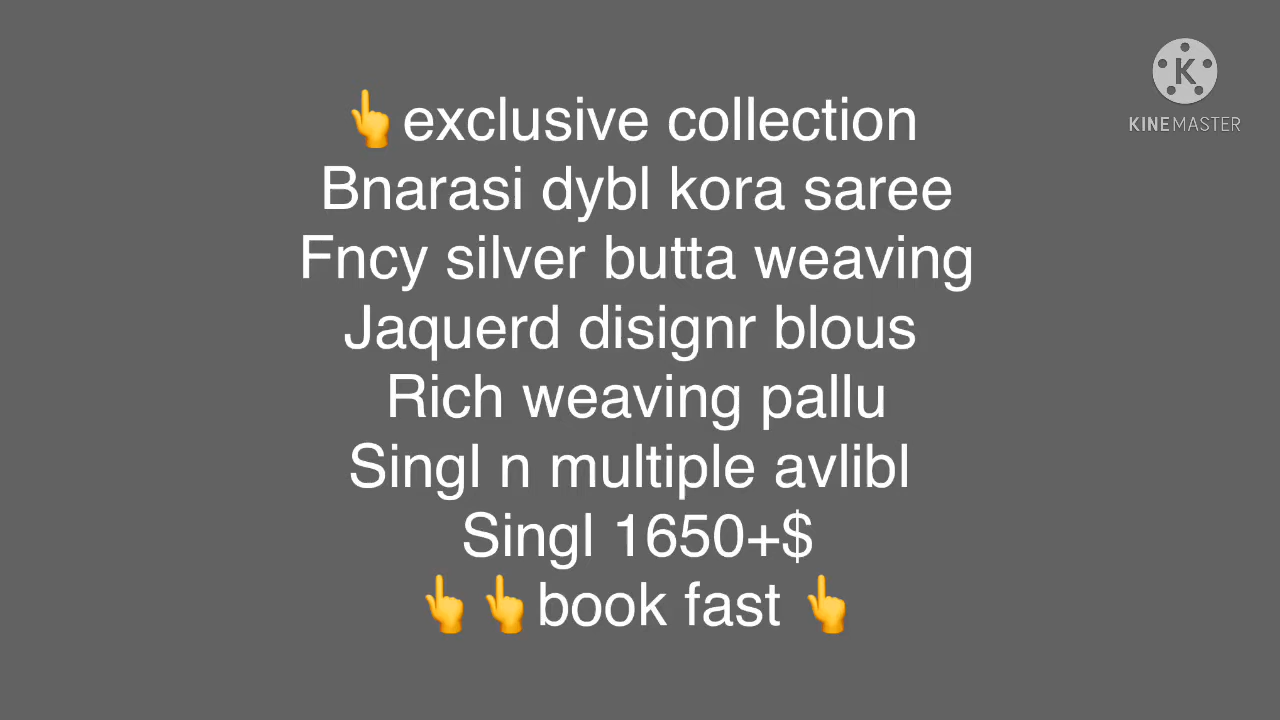 👆exclusive collection
Bnarasi dybl kora saree
Fncy silver butta weaving
Jaquerd disignr blous
Rich weaving pallu
Singl n multiple avlibl
Singl 1650+$
👆👆book fast 👆
K
KINEMASTER